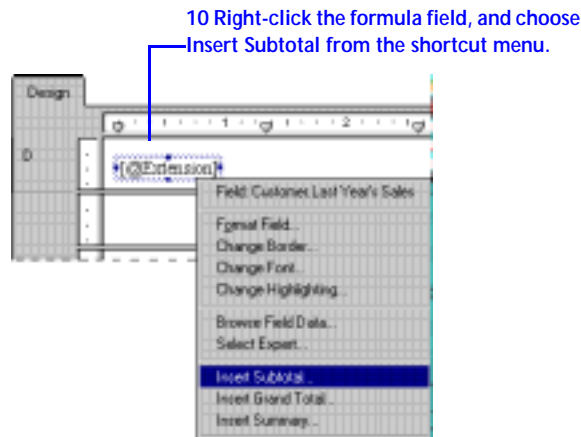 10 Right-click the formula field, and choose
Insert Subtotal from the shortcut menu.
Design
1 2
D
[@Extension]
Field: Customer.Last Year's Sales
Format Field...
Change Border...
Change Font...
Change Highlighting...
Browse Field Data...
Select Expert...
Insert Subtotal...
Insert Grand Total...
Insert Summary...